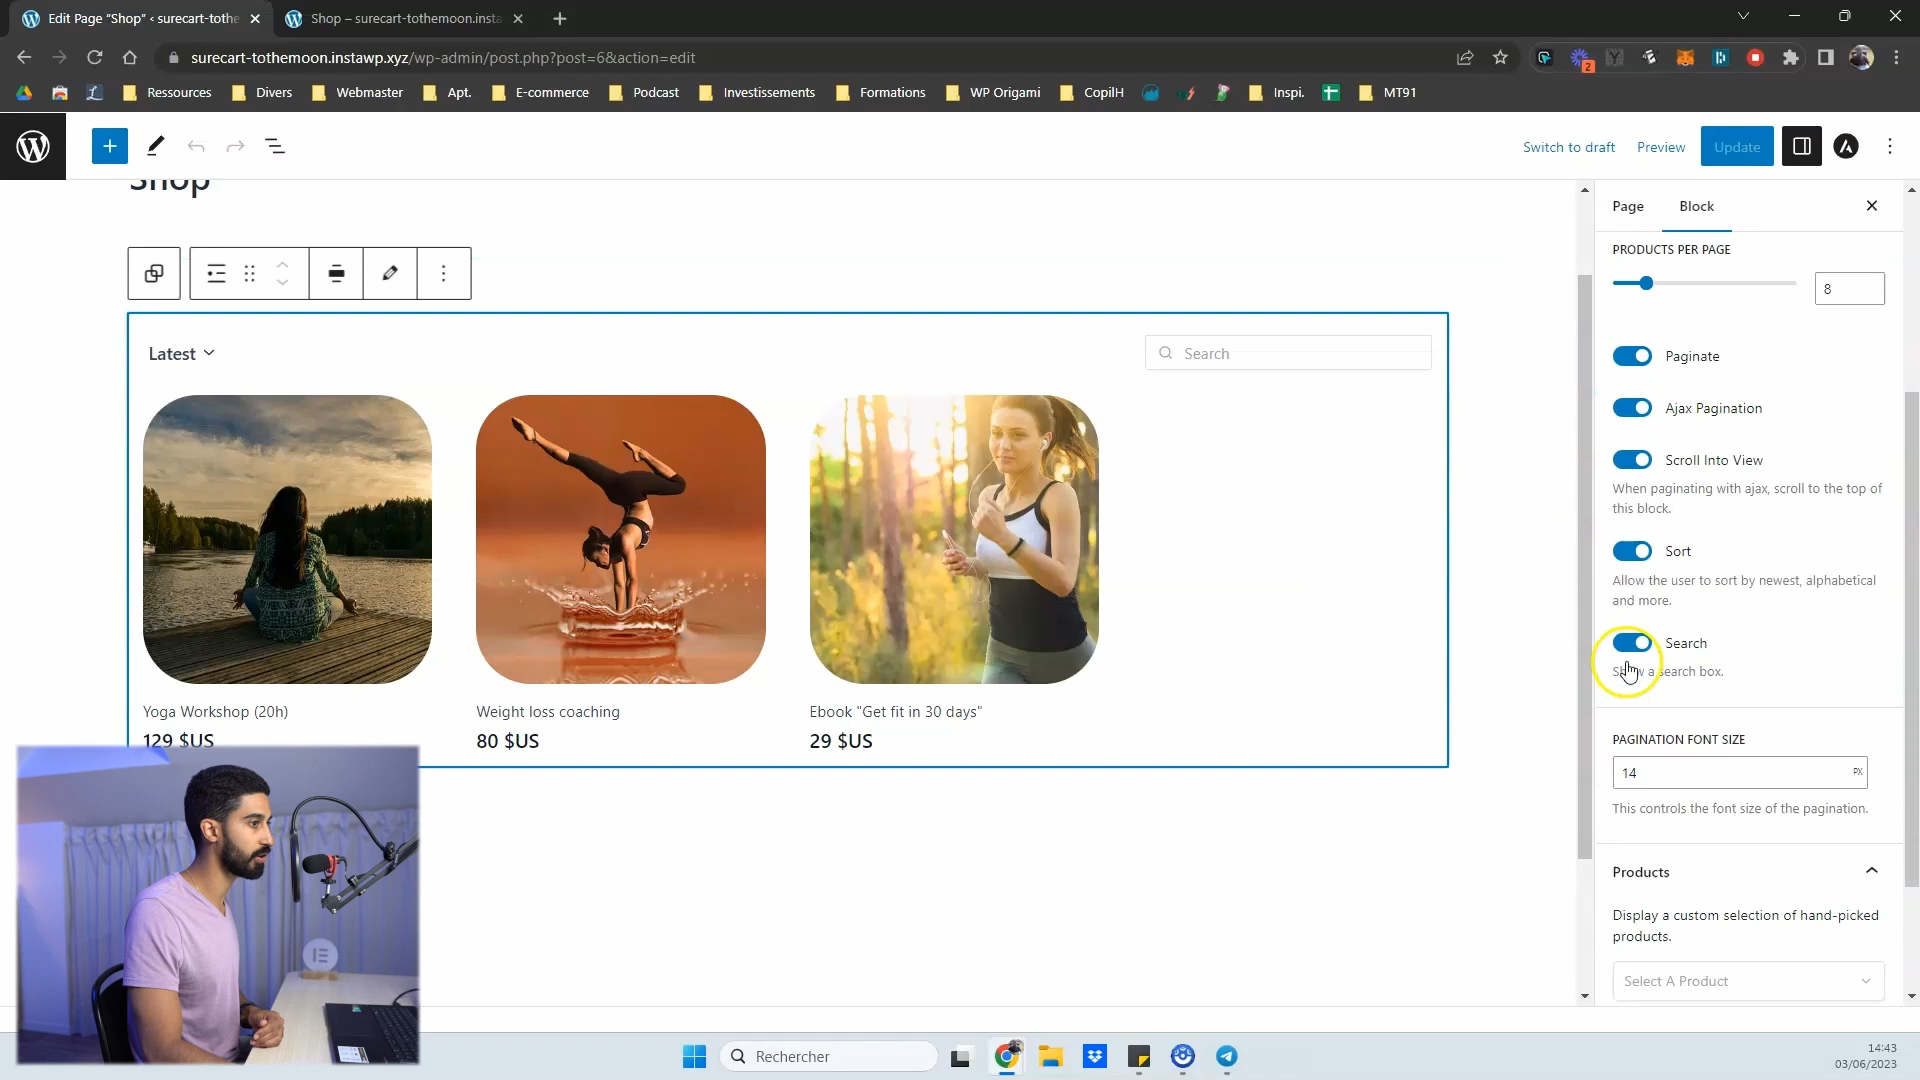 Edit Page “Shop” ‹ surecart-tothe
Shop – surecart-tothemoon.insta
surecart-tothemoon.instawp.xyz/wp-admin/post.php?post=6&action=edit
2
Ressources
Divers
Webmaster
Apt.
E-commerce
Podcast
Investissements
Formations
WP Origami
CopilH
Inspi.
MT91
Switch to draft
Preview
Update
Shop
Page
Block
PRODUCTS PER PAGE
8
Latest
Search
Paginate
Ajax Pagination
Scroll Into View
When paginating with ajax, scroll to the top of
this block.
Sort
Allow the user to sort by newest, alphabetical
and more.
Search
Show a search box.
Yoga Workshop (20h)
129 $US
Weight loss coaching
80 $US
Ebook "Get fit in 30 days"
29 $US
PAGINATION FONT SIZE
14
PX
This controls the font size of the pagination.
Products
Display a custom selection of hand-picked
products.
Select A Product
Rechercher
14:43
03/06/2023